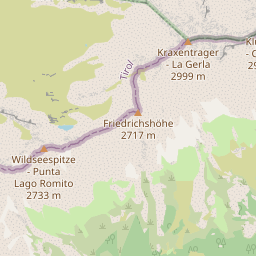 Kraxentrager
- La Gerla
2999 m
Tirol
Friedrichshöhe
2717 m
Wildseespitze
- Punta
Lago Romito
2733 m